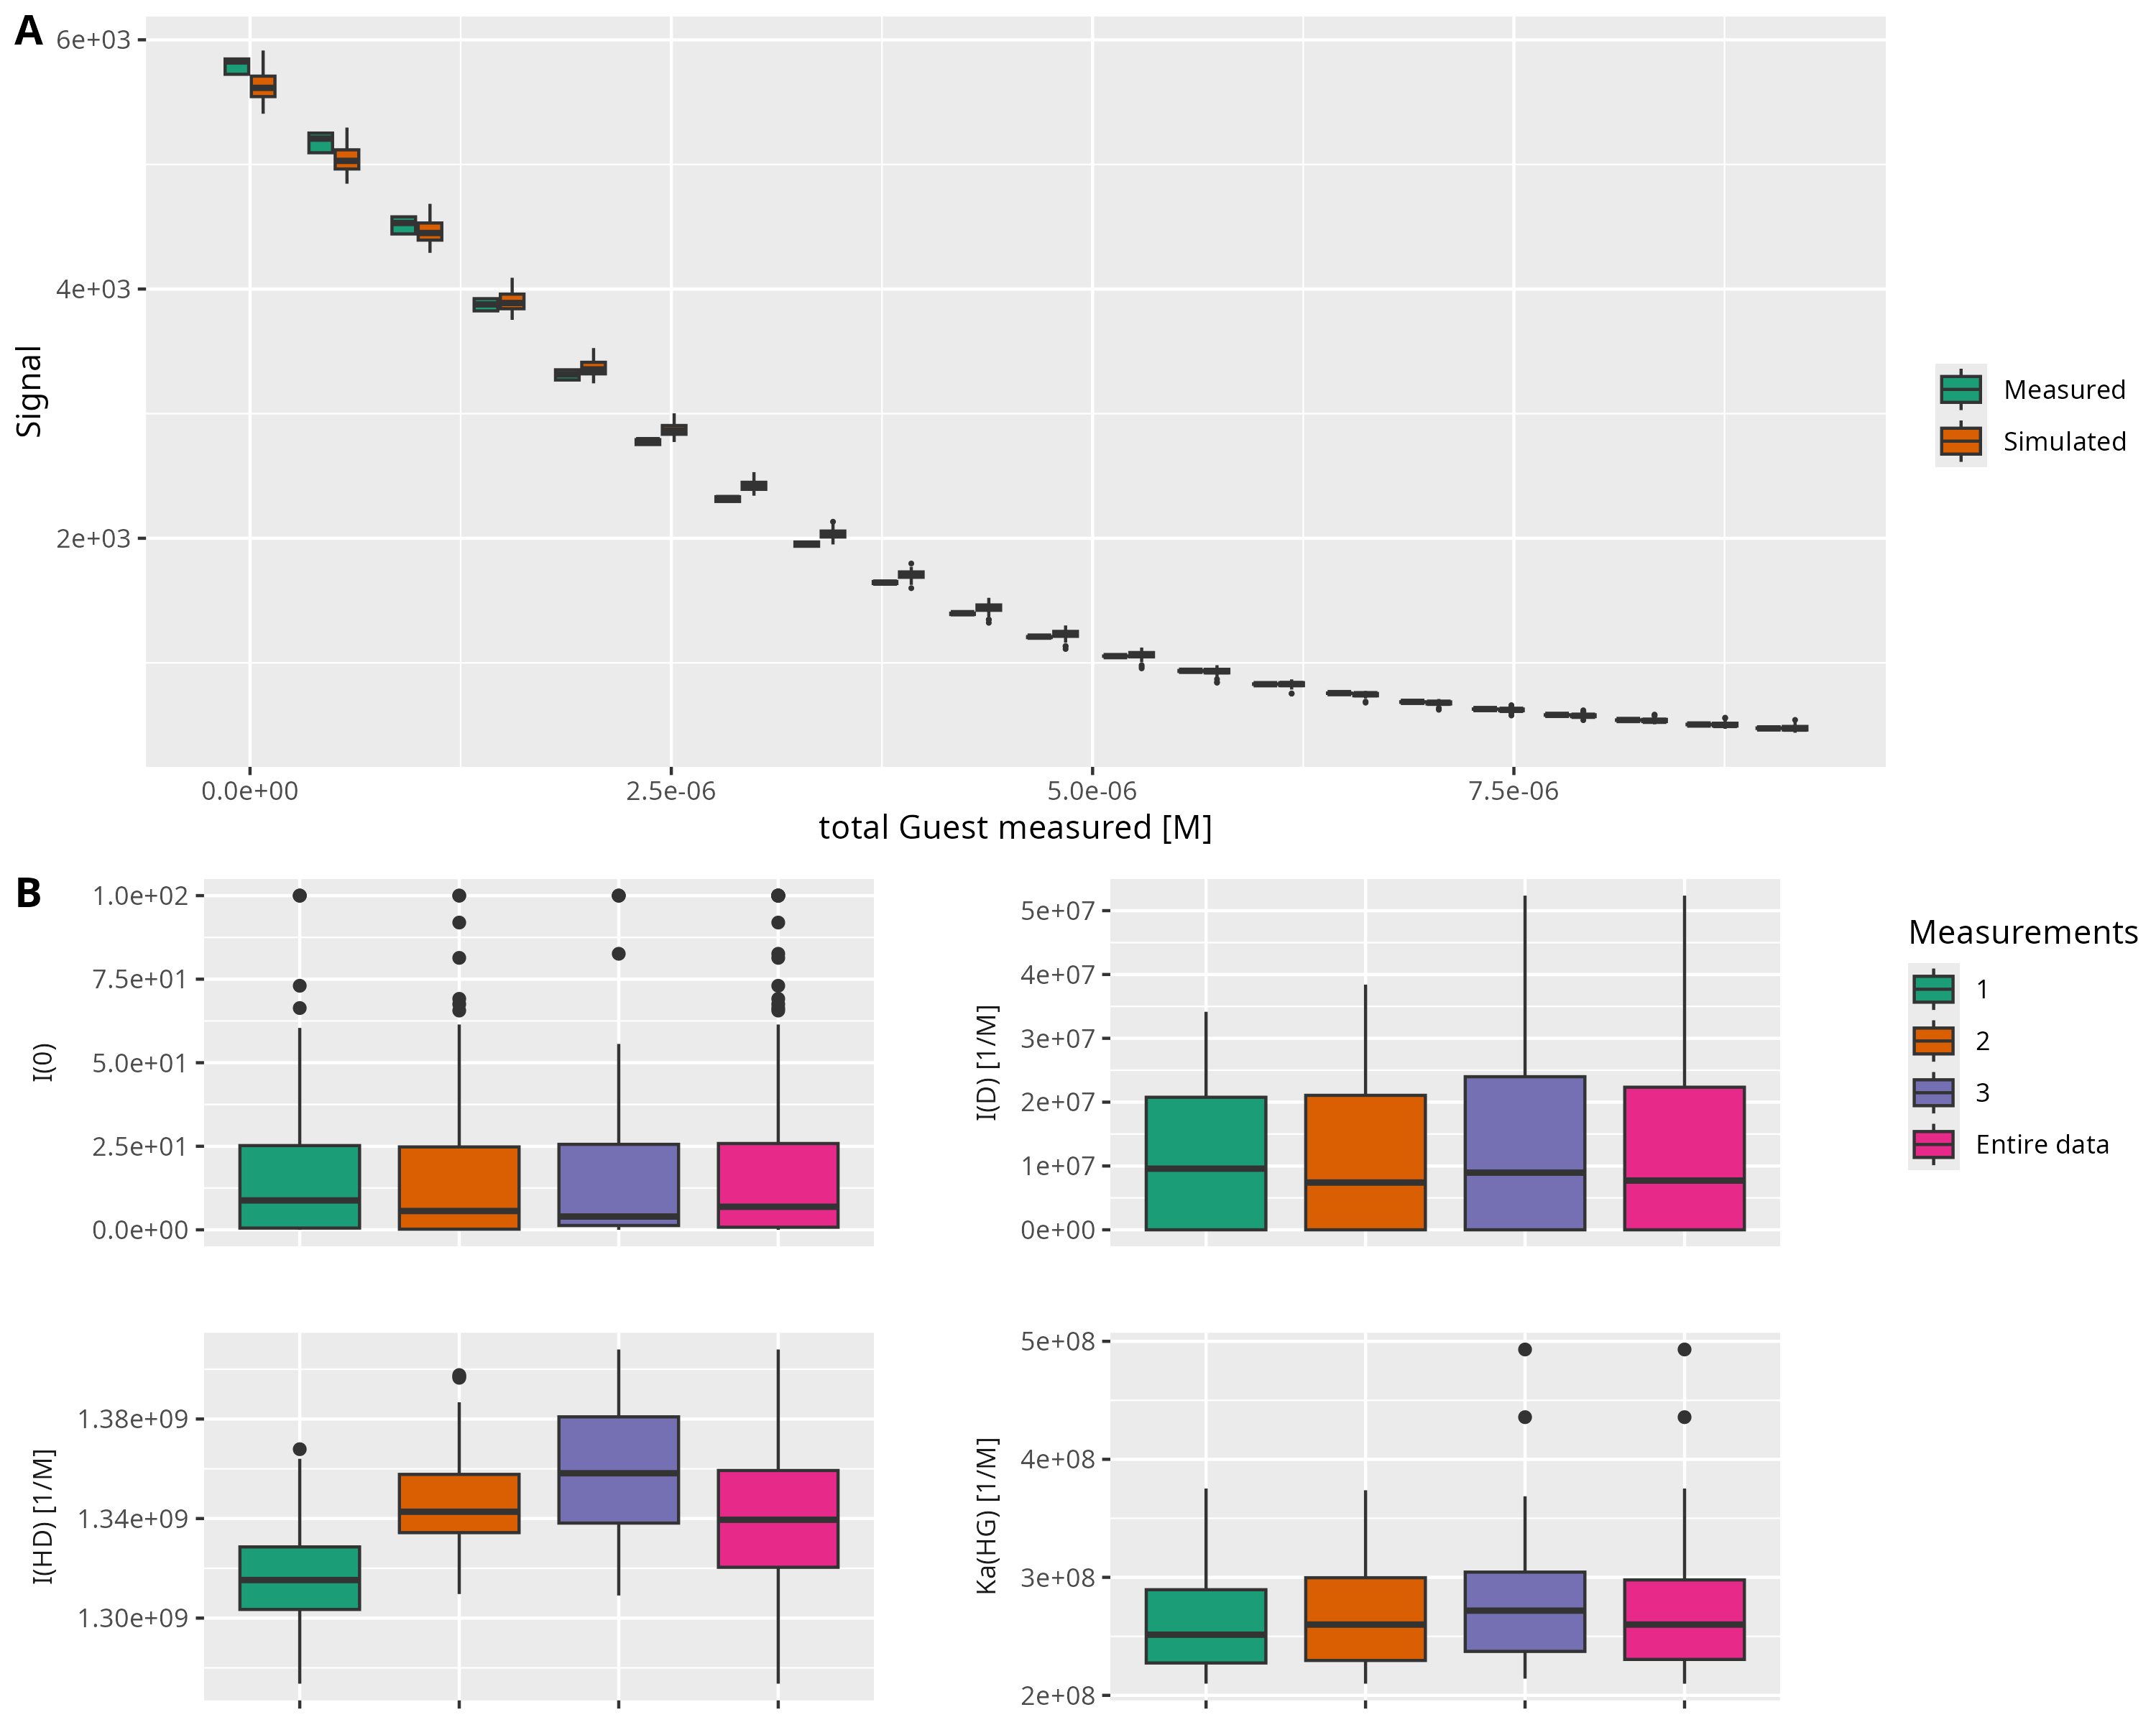 A
6e+03
4e+03
2e+03
Signal
0.0e+00 2.5e-06 5.0e-06 7.5e-06
total Guest measured [M]
Measured
Simulated
B
1.0e+02
7.5e+01
5.0e+01
2.5e+01
0.0e+00
I(0)
5e+07
4e+07
3e+07
2e+07
1e+07
0e+00
I(D) [1/M]
Measurements
1
2
3
Entire data
1.38e+09
1.34e+09
1.30e+09
I(HD) [1/M]
5e+08
4e+08
3e+08
2e+08
Ka(HG) [1/M]